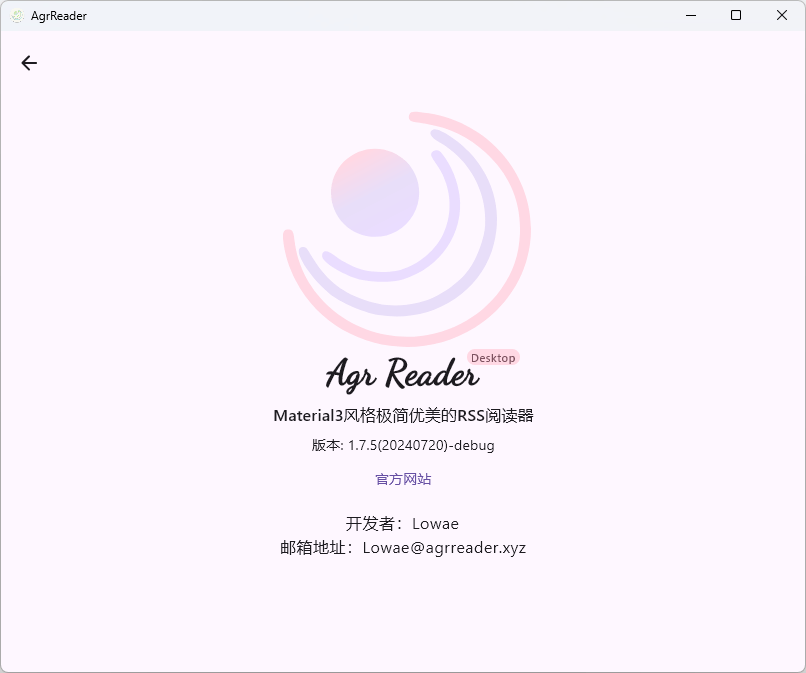 AgrReader
Desktop
Agr Reader
Material3风格极简优美的RSS阅读器
版本: 1.7.5(20240720)-debug
官方网站
开发者：Lowae
邮箱地址：Lowae@agrreader.xyz